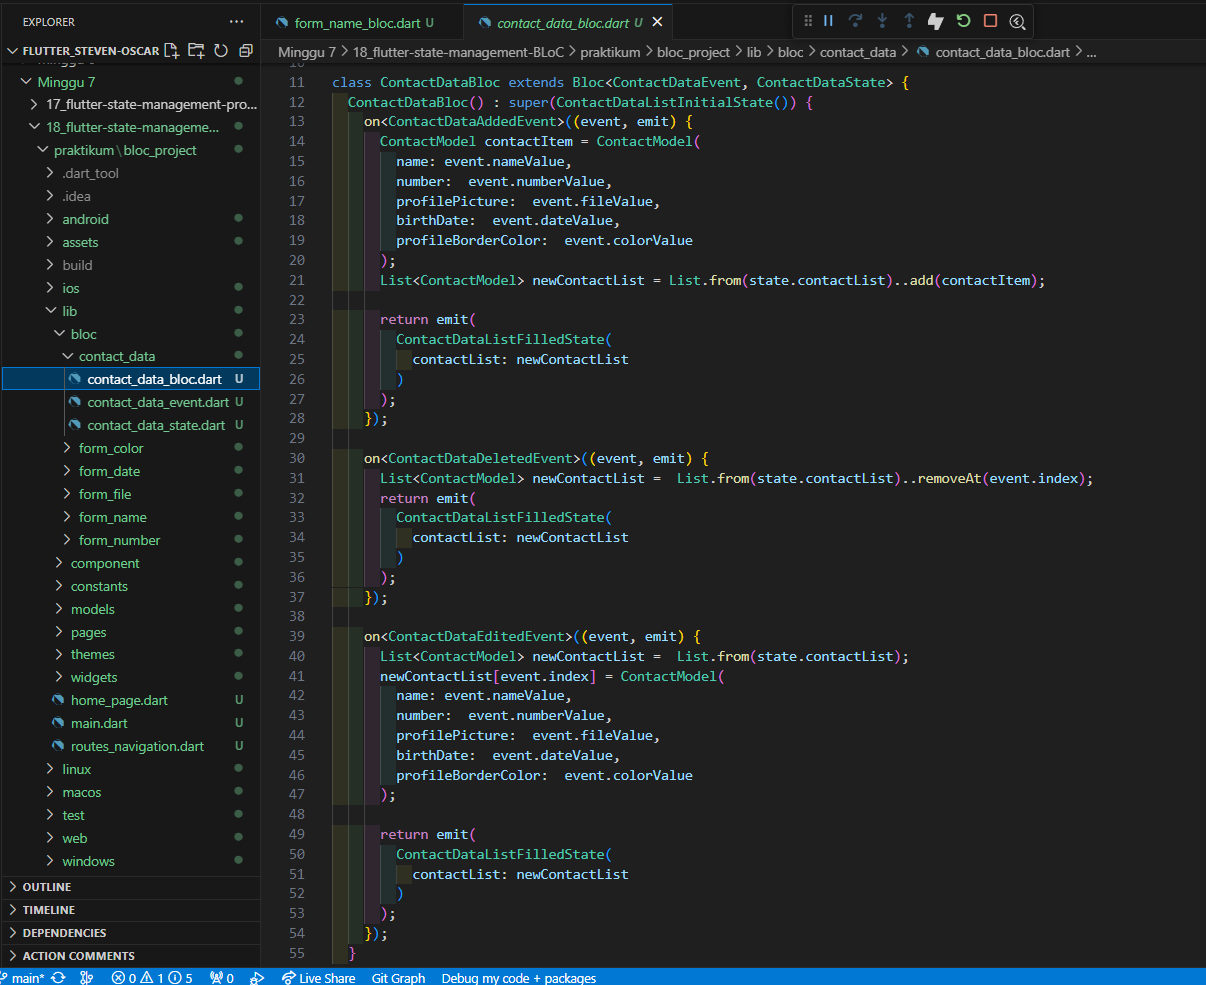 EXPLORER
FLUTTER_STEVEN-OSCAR
Minggu 7
17_flutter-state-management-pro...
18_flutter-state-manageme...
praktikum\bloc_project
.dart_tool
.idea
android
assets
build
ios
lib
bloc
contact_data
contact_data_bloc.dart U
contact_data_event.dart U
contact_data_state.dart U
form_color
form_date
form_file
form_name
form_number
component
constants
models
pages
themes
widgets
home_page.dart U
main.dart U
routes_navigation.dart U
linux
macos
test
web
windows
OUTLINE
TIMELINE
DEPENDENCIES
ACTION COMMENTS
form_name_bloc.dart U
contact_data_bloc.dart U
Minggu 7 > 18_flutter-state-management-BLoC > praktikum > bloc_project > lib > bloc > contact_data > contact_data_bloc.dart > ...
11 class ContactDataBloc extends Bloc<ContactDataEvent, ContactDataState> {
12 ContactDataBloc() : super(ContactDataListInitialState()) {
13 on<ContactDataAddedEvent>((event, emit) {
14 ContactModel contactItem = ContactModel(
15 name: event.nameValue,
16 number:  event.numberValue,
17 profilePicture:  event.fileValue,
18 birthDate:  event.dateValue,
19 profileBorderColor:  event.colorValue
20 );
21 List<ContactModel> newContactList = List.from(state.contactList)..add(contactItem);
22
23 return emit(
24 ContactDataListFilledState(
25 contactList: newContactList
26 )
27 );
28 });
29
30 on<ContactDataDeletedEvent>((event, emit) {
31 List<ContactModel> newContactList =  List.from(state.contactList)..removeAt(event.index);
32 return emit(
33 ContactDataListFilledState(
34 contactList: newContactList
35 )
36 );
37 });
38
39 on<ContactDataEditedEvent>((event, emit) {
40 List<ContactModel> newContactList =  List.from(state.contactList);
41 newContactList[event.index] = ContactModel(
42 name: event.nameValue,
43 number:  event.numberValue,
44 profilePicture:  event.fileValue,
45 birthDate:  event.dateValue,
46 profileBorderColor:  event.colorValue
47 );
48
49 return emit(
50 ContactDataListFilledState(
51 contactList: newContactList
52 )
53 );
54 });
55 }
main* 0 1 5 0 Live Share Git Graph Debug my code + packages